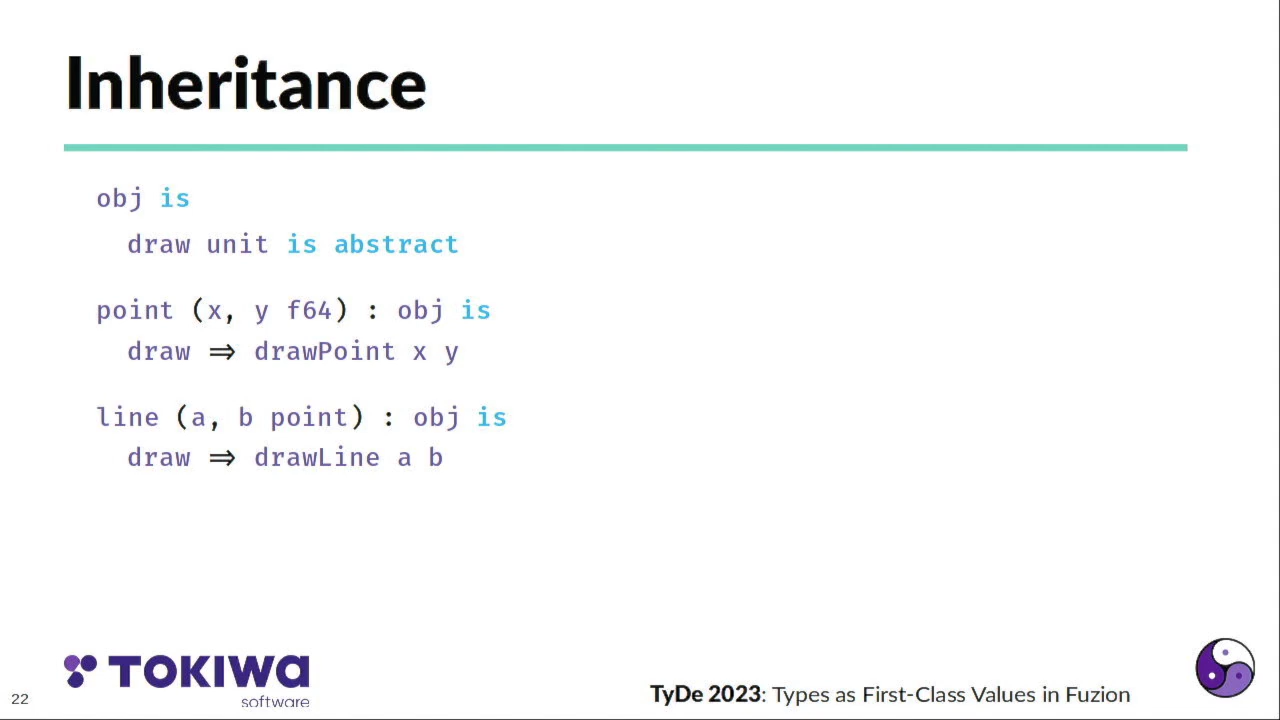 Inheritance
obj is
draw unit is abstract
point (x, y f64) : obj is
draw ⇒ drawPoint x y
line (a, b point) : obj is
draw ⇒ drawLine a b
22
TOKIWA
software
TyDe 2023: Types as First-Class Values in Fuzion